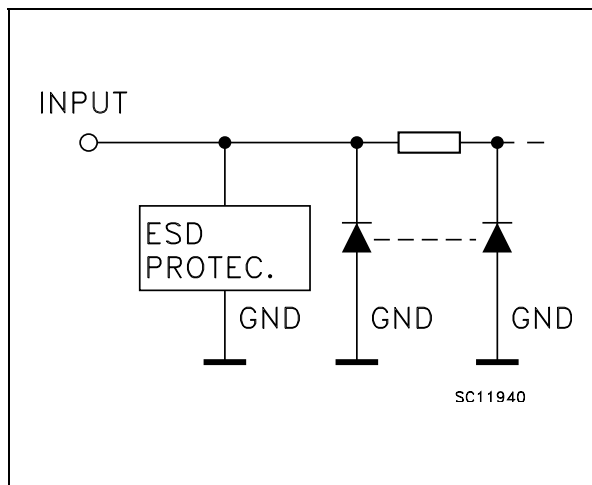 INPUT
ESD
PROTEC.
GND
GND
GND
SC11940